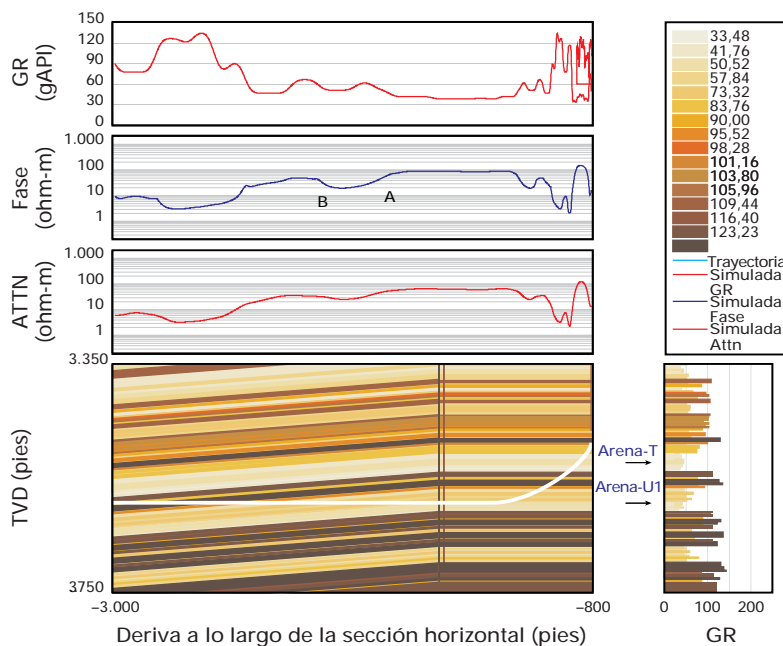 150
120
90
60
30
0
GR
(gAPI)
1.000
100
10
1
Fase
(ohm-m)
B
A
1.000
100
10
1
ATTN
(ohm-m)
3.350
3750
TVD (pies)
−3.000
−800
Deriva a lo largo de la sección horizontal (pies)
33,48
41,76
50,52
57,84
73,32
83,76
90,00
95,52
98,28
101,16
103,80
105,96
109,44
116,40
123,23
Trayectoria
Simulada
GR
Simulada
Fase
Simulada
Attn
Arena-T
Arena-U1
0
100
200
GR